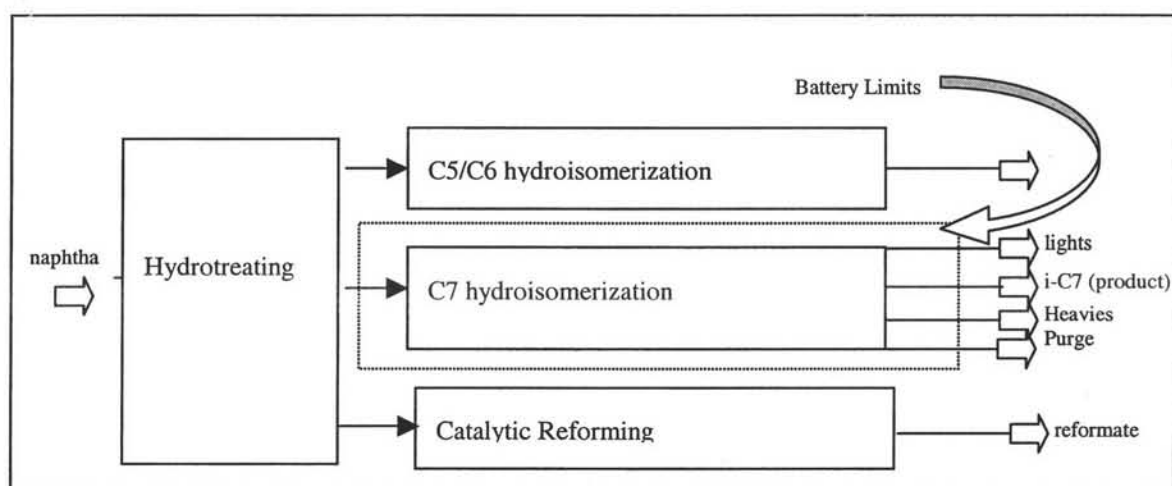 Battery Limits
C5/C6 hydroisomerization
naphtha
Hydrotreating
C7 hydroisomerization
lights
i-C7 (product)
Heavies
Purge
Catalytic Reforming
reformate